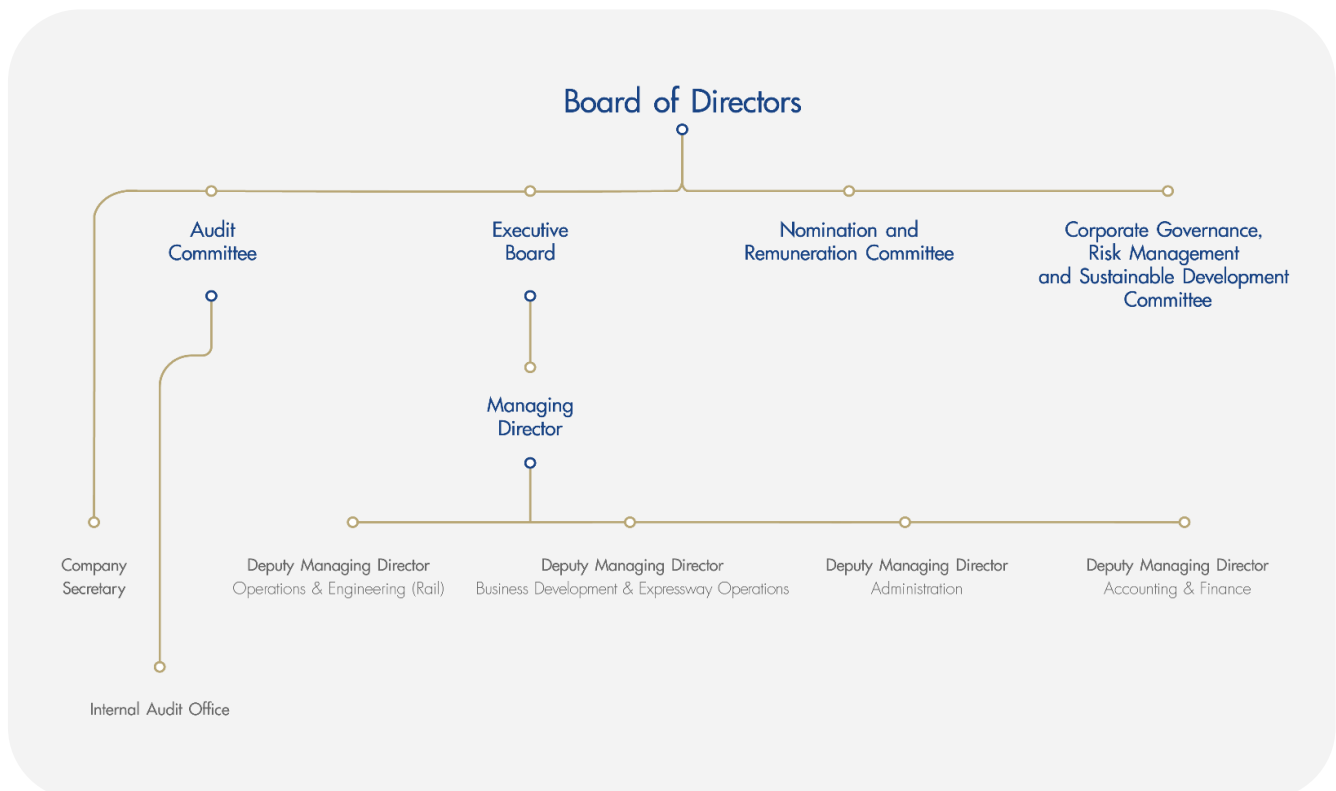 Board of Directors
Audit
Committee
Executive
Board
Nomination and
Remuneration Committee
Corporate Governance,
Risk Management
and Sustainable Development
Committee
Managing
Director
Company
Secretary
Deputy Managing Director
Operations & Engineering (Rail)
Deputy Managing Director
Business Development & Expressway Operations
Deputy Managing Director
Administration
Deputy Managing Director
Accounting & Finance
Internal Audit Office